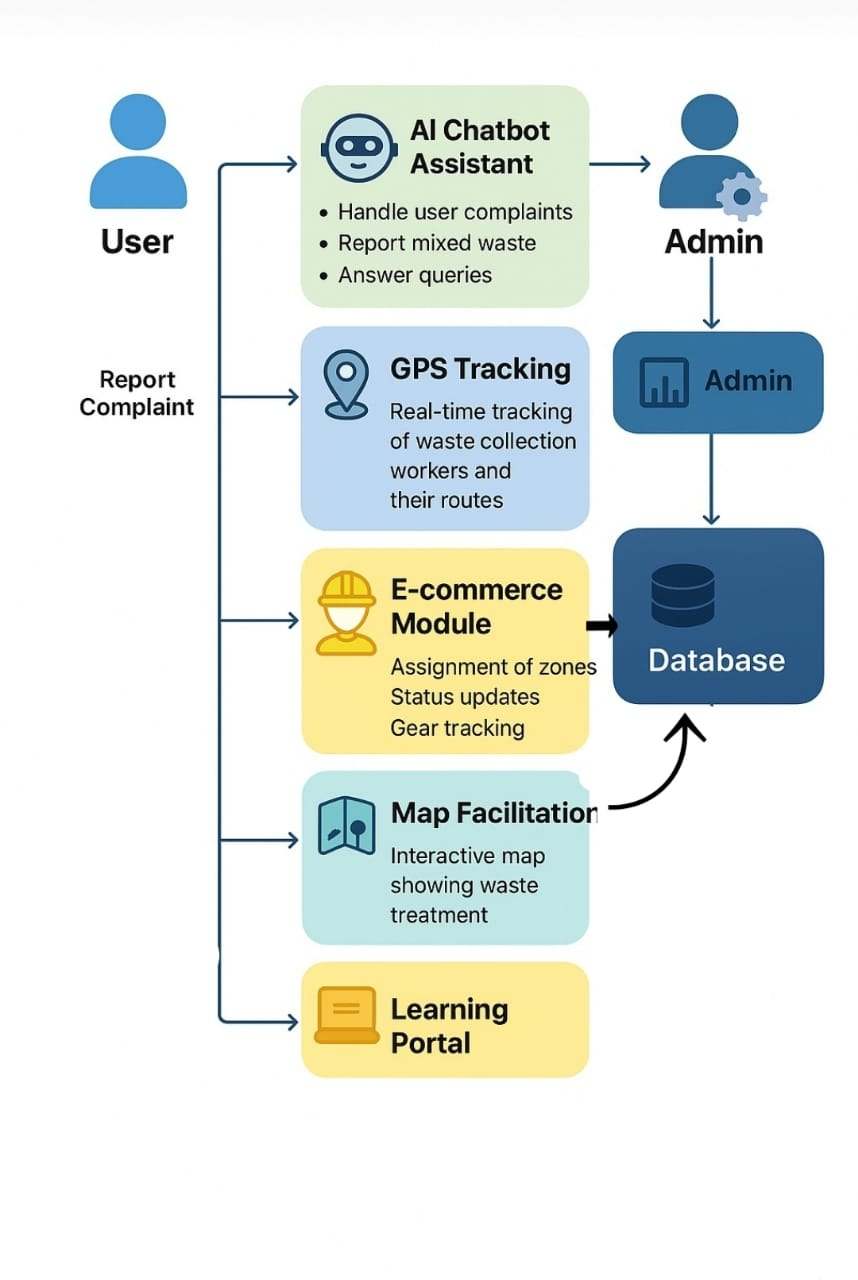 User
Report
Complaint
AI Chatbot
Assistant
• Handle user complaints
• Report mixed waste
• Answer queries
GPS Tracking
Real-time tracking
of waste collection
workers and
their routes
E-commerce
Module
Assignment of zones
Status updates
Gear tracking
Map Facilitation
Interactive map
showing waste
treatment
Learning
Portal
Admin
Admin
Database